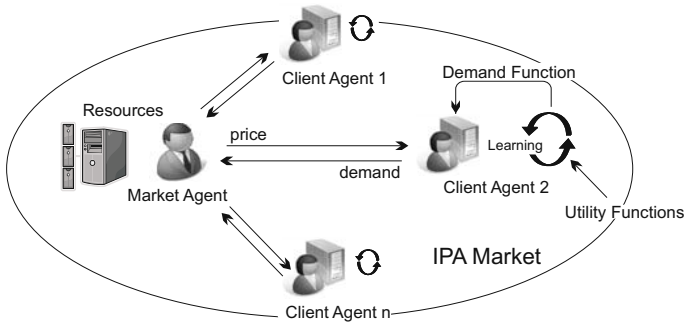 Client Agent 1
Demand Function
Resources
price
Learning
demand
Market Agent
Client Agent 2
Utility Functions
IPA Market
Client Agent n